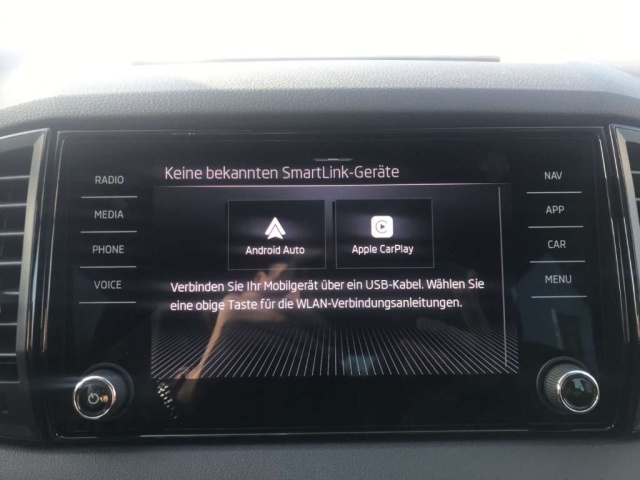 Keine bekannten SmartLink-Geräte
RADIO
MEDIA
PHONE
VOICE
NAV
APP
CAR
MENU
Android Auto
Apple CarPlay
Verbinden Sie Ihr Mobilgerät über ein USB-Kabel. Wählen Sie
eine obige Taste für die WLAN-Verbindungsanleitungen.